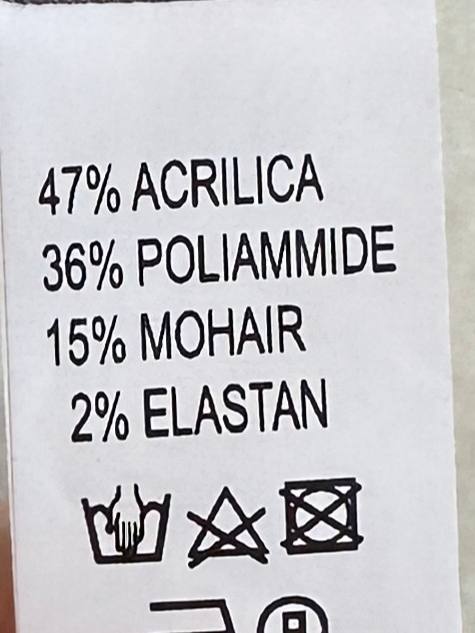 47% ACRILICA
36% POLIAMMIDE
15% MOHAIR
2% ELASTAN